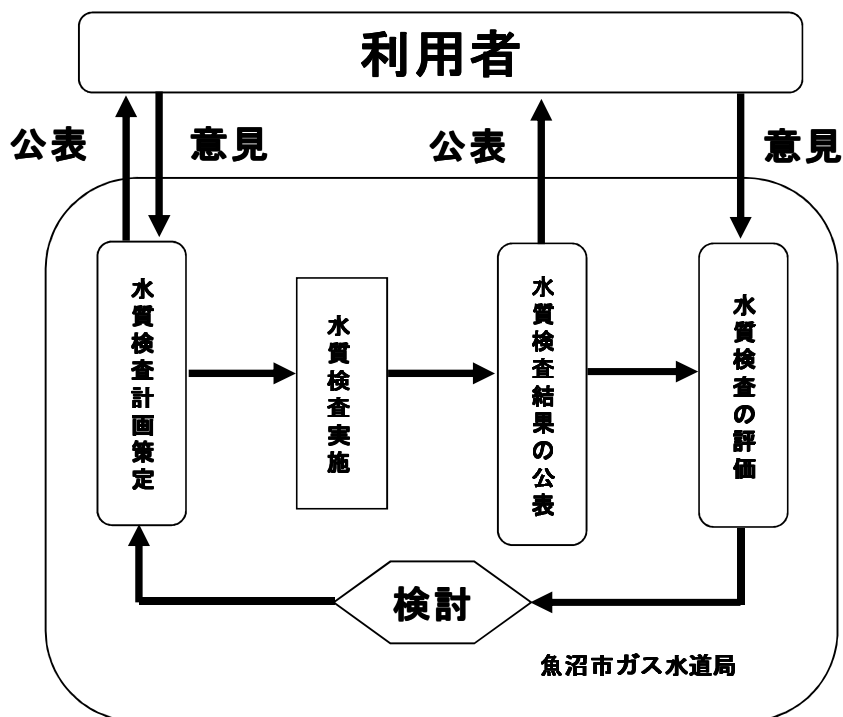 利用者
公表
意見
公表
意見
水質検査計画策定
水質検査実施
水質検査結果の公表
水質検査の評価
検討
魚沼市ガス水道局